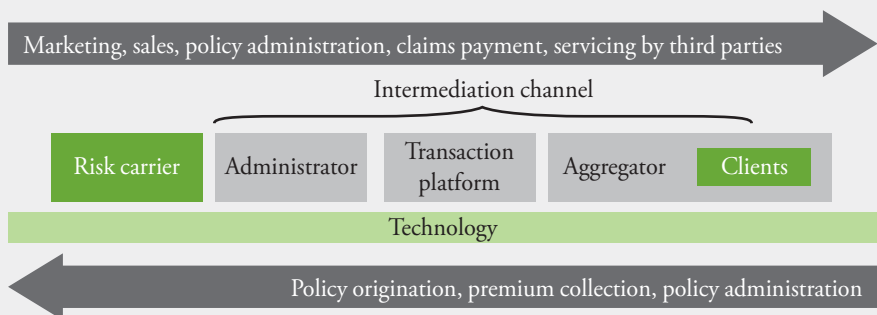 Marketing, sales, policy administration, claims payment, servicing by third parties
Intermediation channel
Risk carrier
Administrator
Transaction
platform
Aggregator
Clients
Technology
Policy origination, premium collection, policy administration